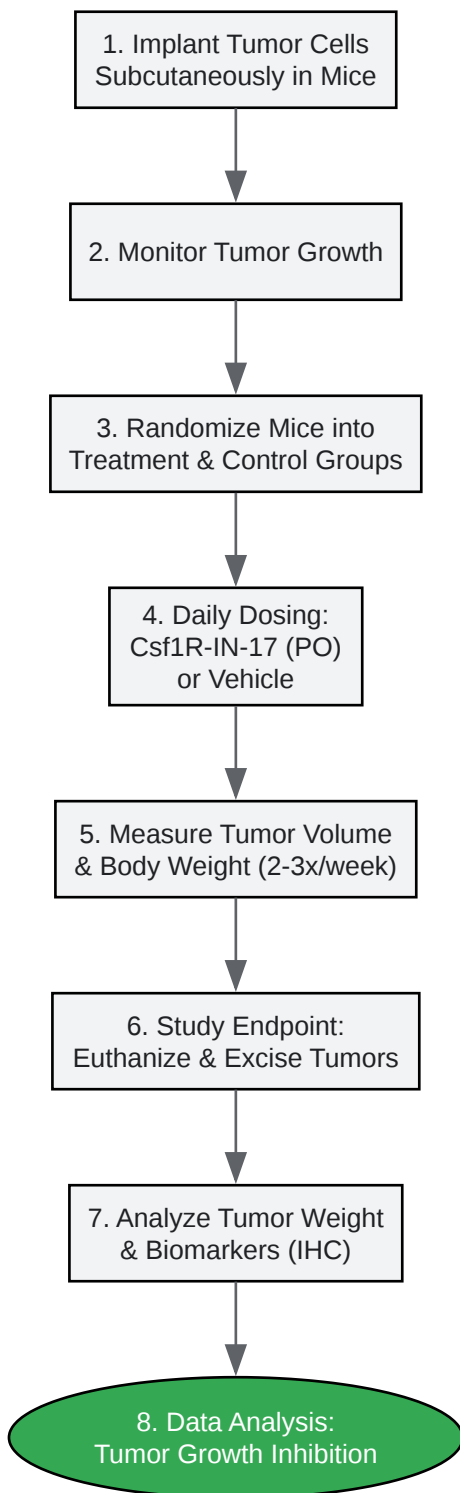 1. Implant Tumor Cells
Subcutaneously in Mice
2. Monitor Tumor Growth
3. Randomize Mice into
Treatment & Control Groups
4. Daily Dosing:
Csf1R-IN-17 (PO)
or Vehicle
5. Measure Tumor Volume
& Body Weight (2-3x/week)
6. Study Endpoint:
Euthanize & Excise Tumors
7. Analyze Tumor Weight
& Biomarkers (IHC)
8. Data Analysis:
Tumor Growth Inhibition